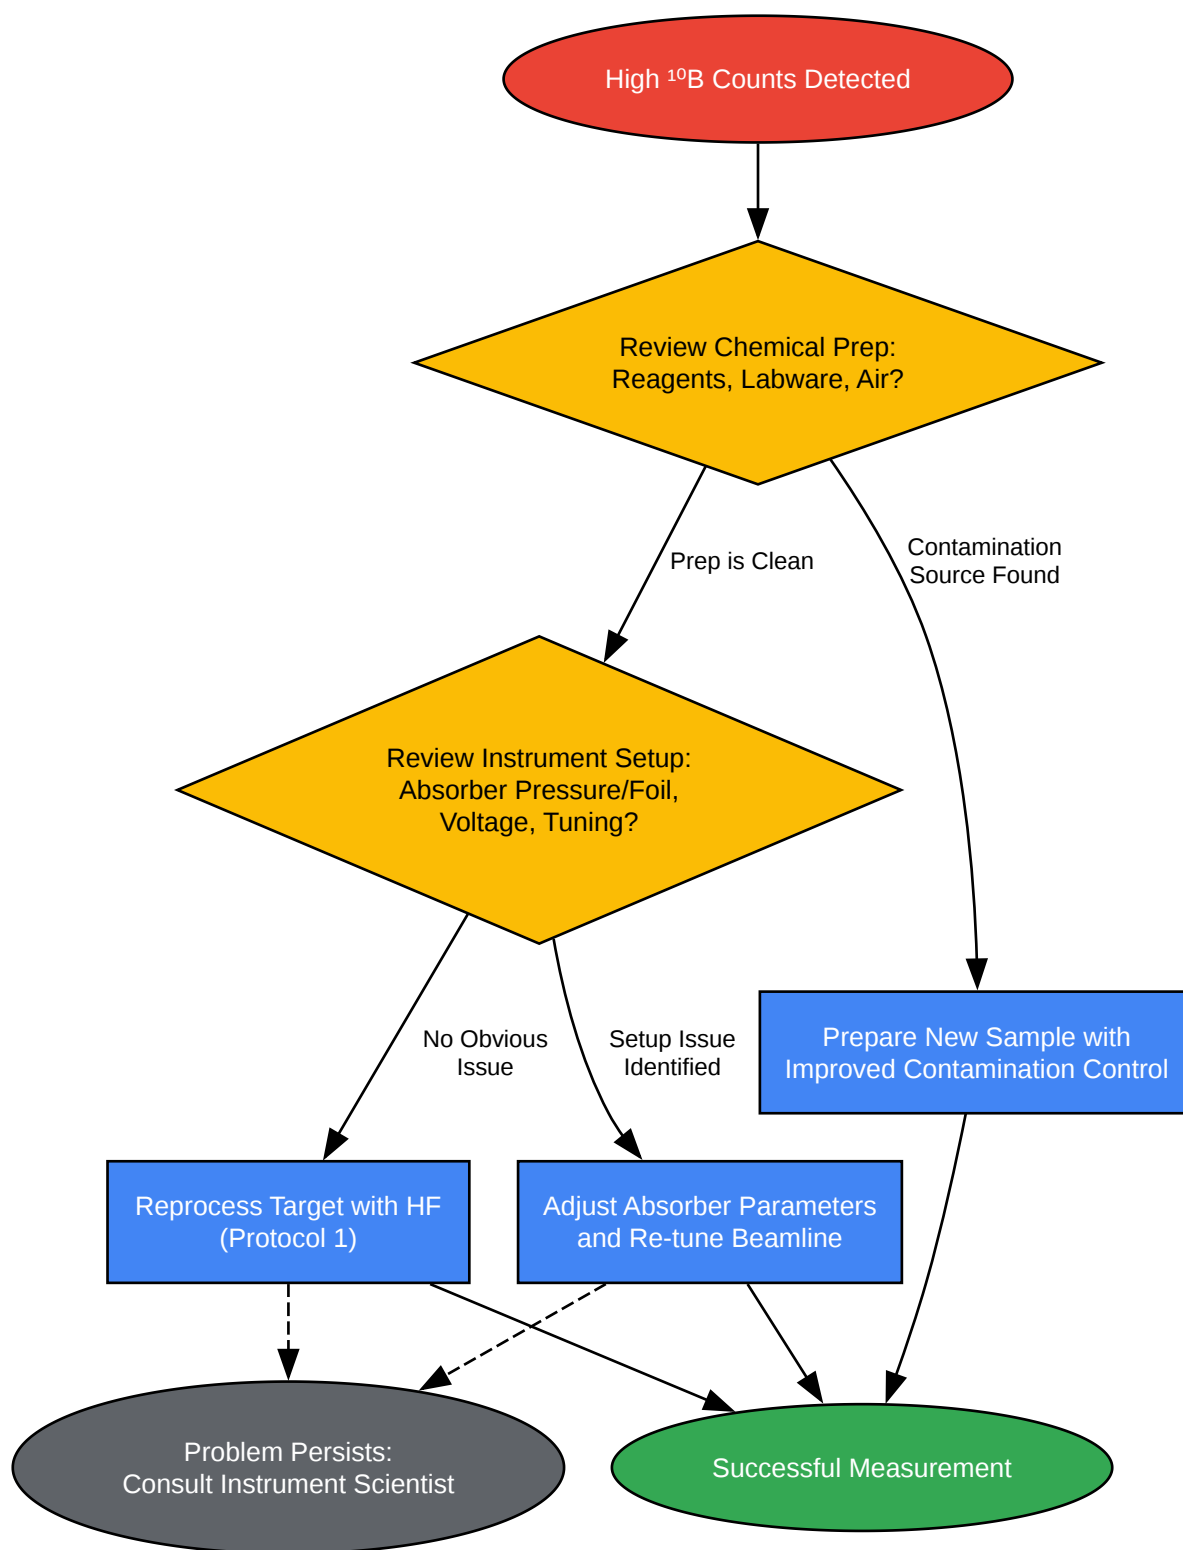 High ¹⁰B Counts Detected
Review Chemical Prep:
Reagents, Labware, Air?
Prep is Clean
Contamination
Source Found
Review Instrument Setup:
Absorber Pressure/Foil,
Voltage, Tuning?
No Obvious
Issue
Setup Issue
Identified
Prepare New Sample with
Improved Contamination Control
Reprocess Target with HF
(Protocol 1)
Adjust Absorber Parameters
and Re-tune Beamline
Problem Persists:
Consult Instrument Scientist
Successful Measurement